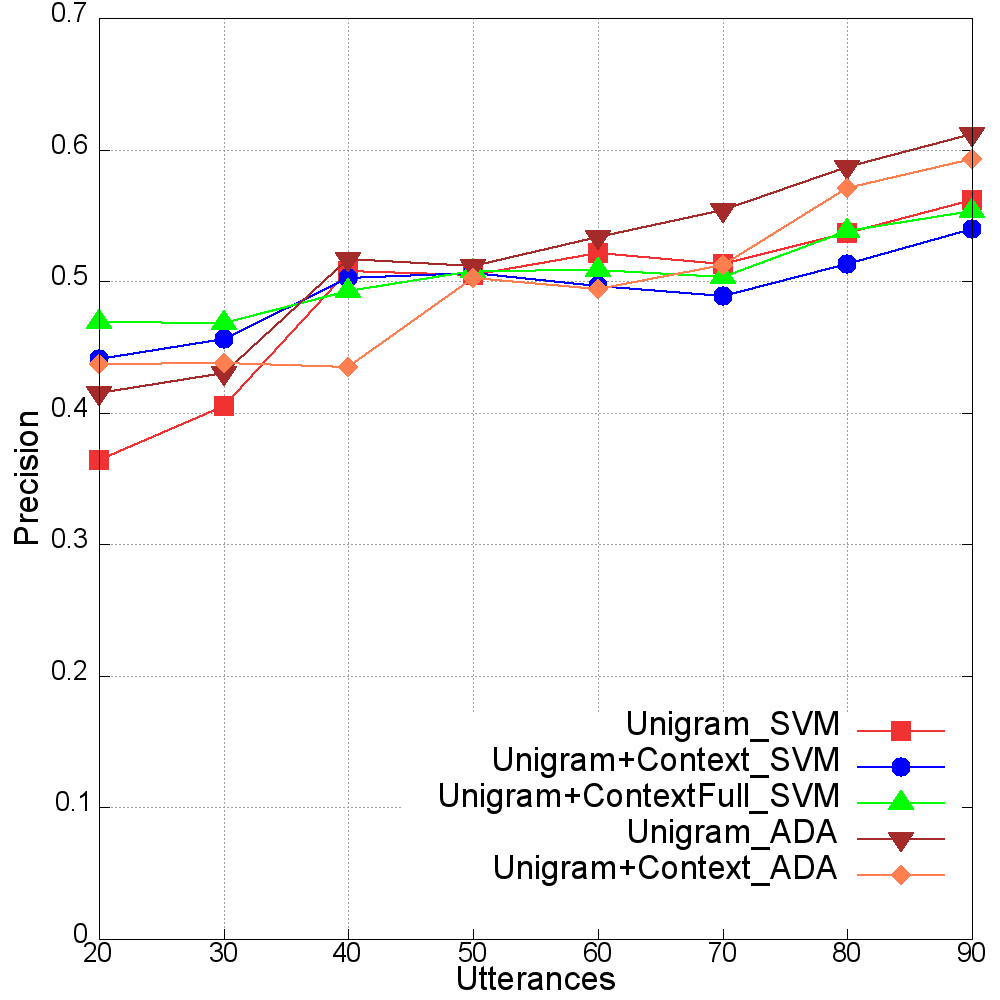 0.7
0.6
0.5
0.4
0.3
0.2
0.1
0
Precision
Unigram_SVM
Unigram+Context_SVM
Unigram+ContextFull_SVM
Unigram_ADA
Unigram+Context_ADA
20 30 40 50 60 70 80 90
Utterances